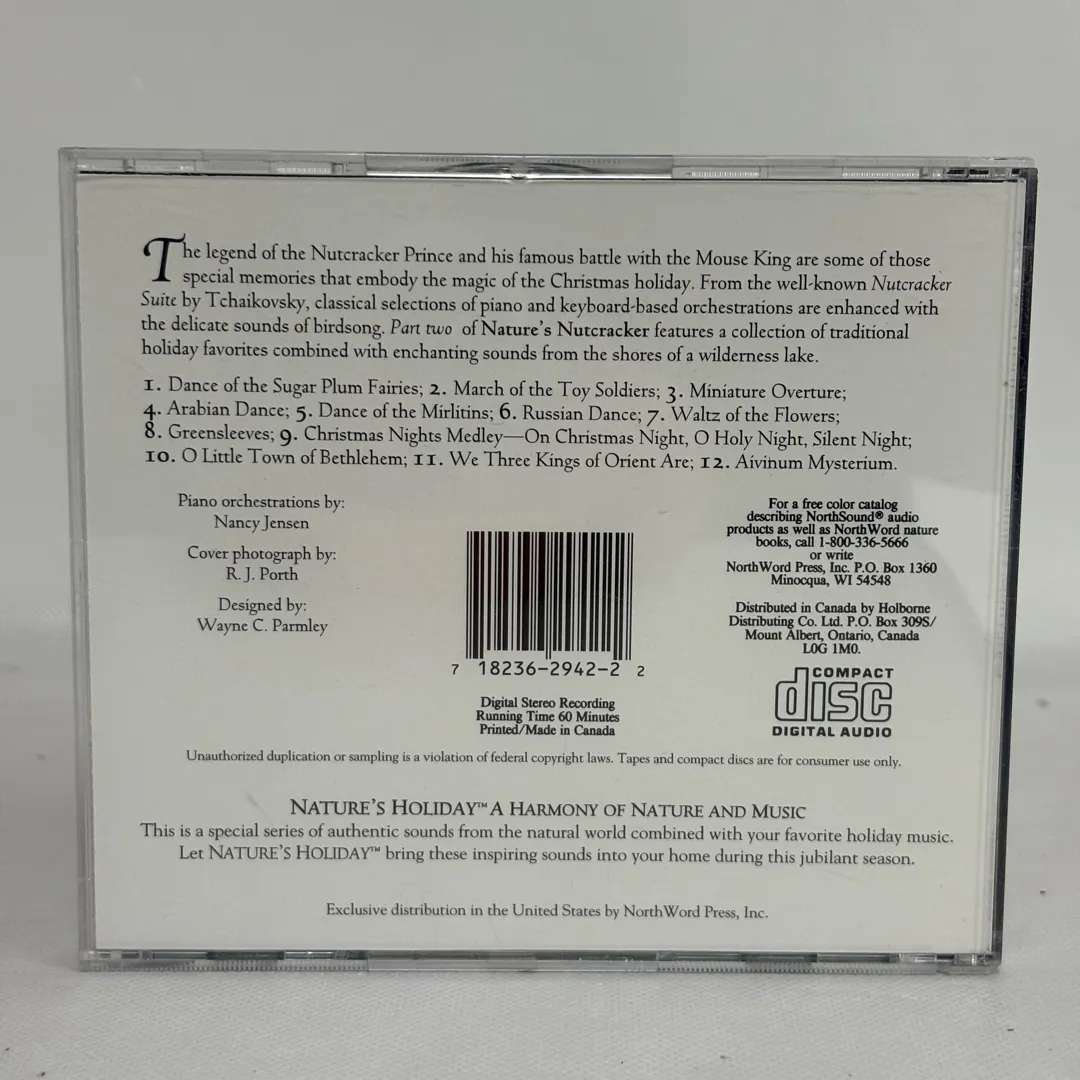 The legend of the Nutcracker Prince and his famous battle with the Mouse King are some of those
special memories that embody the magic of the Christmas holiday. From the well-known Nutcracker
Suite by Tchaikovsky, classical selections of piano and keyboard-based orchestrations are enhanced with
the delicate sounds of birdsong. Part two of Nature's Nutcracker features a collection of traditional
holiday favorites combined with enchanting sounds from the shores of a wilderness lake.
1. Dance of the Sugar Plum Fairies; 2. March of the Toy Soldiers; 3. Miniature Overture;
4. Arabian Dance; 5. Dance of the Mirlitins; 6. Russian Dance; 7. Waltz of the Flowers;
8. Greensleeves; 9. Christmas Nights Medley—On Christmas Night, O Holy Night, Silent Night;
10. O Little Town of Bethlehem; 11. We Three Kings of Orient Are; 12. Aivinum Mysterium.
Piano orchestrations by:
Nancy Jensen
Cover photograph by:
R. J. Porth
Designed by:
Wayne C. Parmley
7 18236-2942-2 2
Digital Stereo Recording
Running Time 60 Minutes
Printed/Made in Canada
For a free color catalog
describing NorthSound® audio
products as well as NorthWord nature
books, call 1-800-336-5666
or write
NorthWord Press, Inc. P.O. Box 1360
Minocqua, WI 54548
Distributed in Canada by Holborne
Distributing Co. Ltd. P.O. Box 309S/
Mount Albert, Ontario, Canada
L0G 1M0.
COMPACT
disc
DIGITAL AUDIO
Unauthorized duplication or sampling is a violation of federal copyright laws. Tapes and compact discs are for consumer use only.
NATURE'S HOLIDAY™ A HARMONY OF NATURE AND MUSIC
This is a special series of authentic sounds from the natural world combined with your favorite holiday music.
Let NATURE'S HOLIDAY™ bring these inspiring sounds into your home during this jubilant season.
Exclusive distribution in the United States by NorthWord Press, Inc.